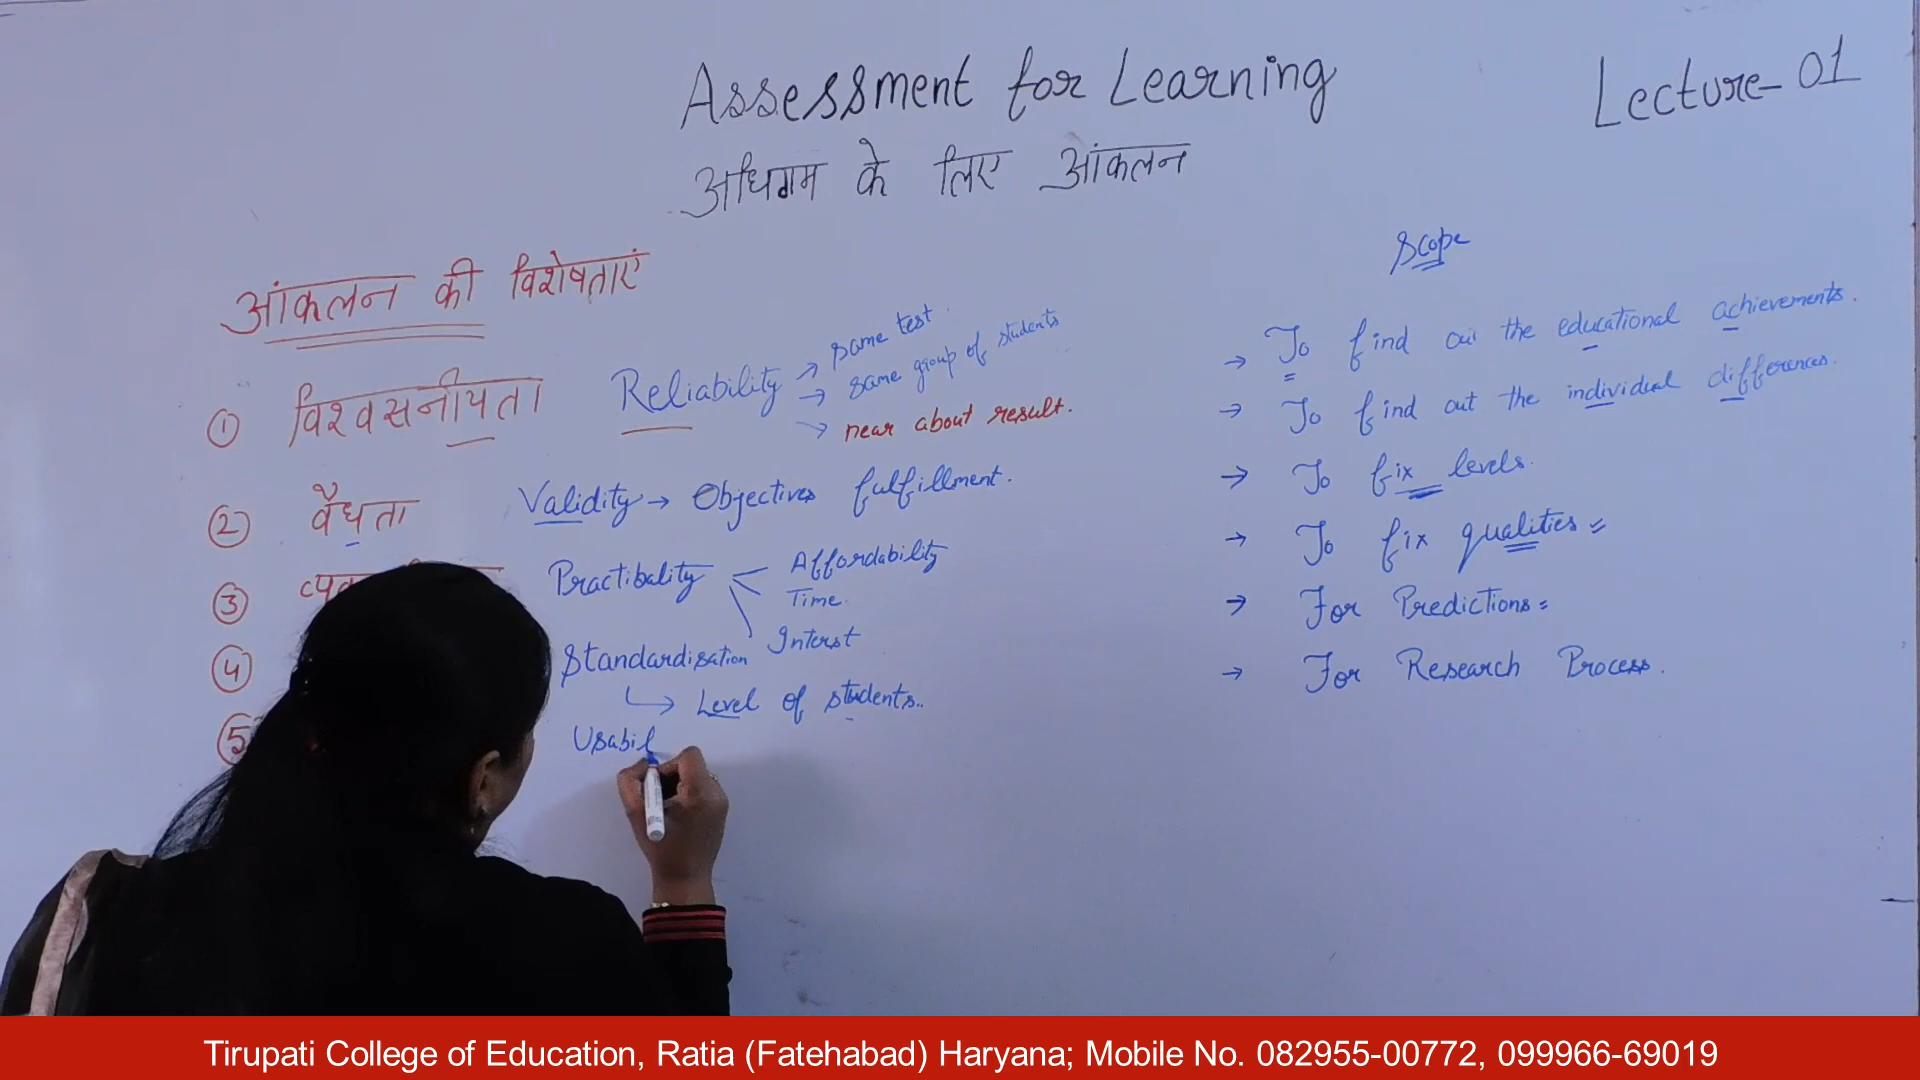 Assessment for Learning
Lecture-01
अधिगम के लिए आंकलन
आंकलन की विशेषताएं
① विश्वसनीयता Reliability → same test.
→ same group of students
→ near about result.
② वैधता Validity → Objectives fulfillment.
③ Practibality Affordability
Time.
Interst
④ Standardisation
↳ Level of students..
⑤ Usabil
Scope
→ To find out the educational achievements.
→ To find out the individual differences.
→ To fix levels.
→ To fix qualities
→ For Predictions
→ For Research Process.
Tirupati College of Education, Ratia (Fatehabad) Haryana; Mobile No. 082955-00772, 099966-69019